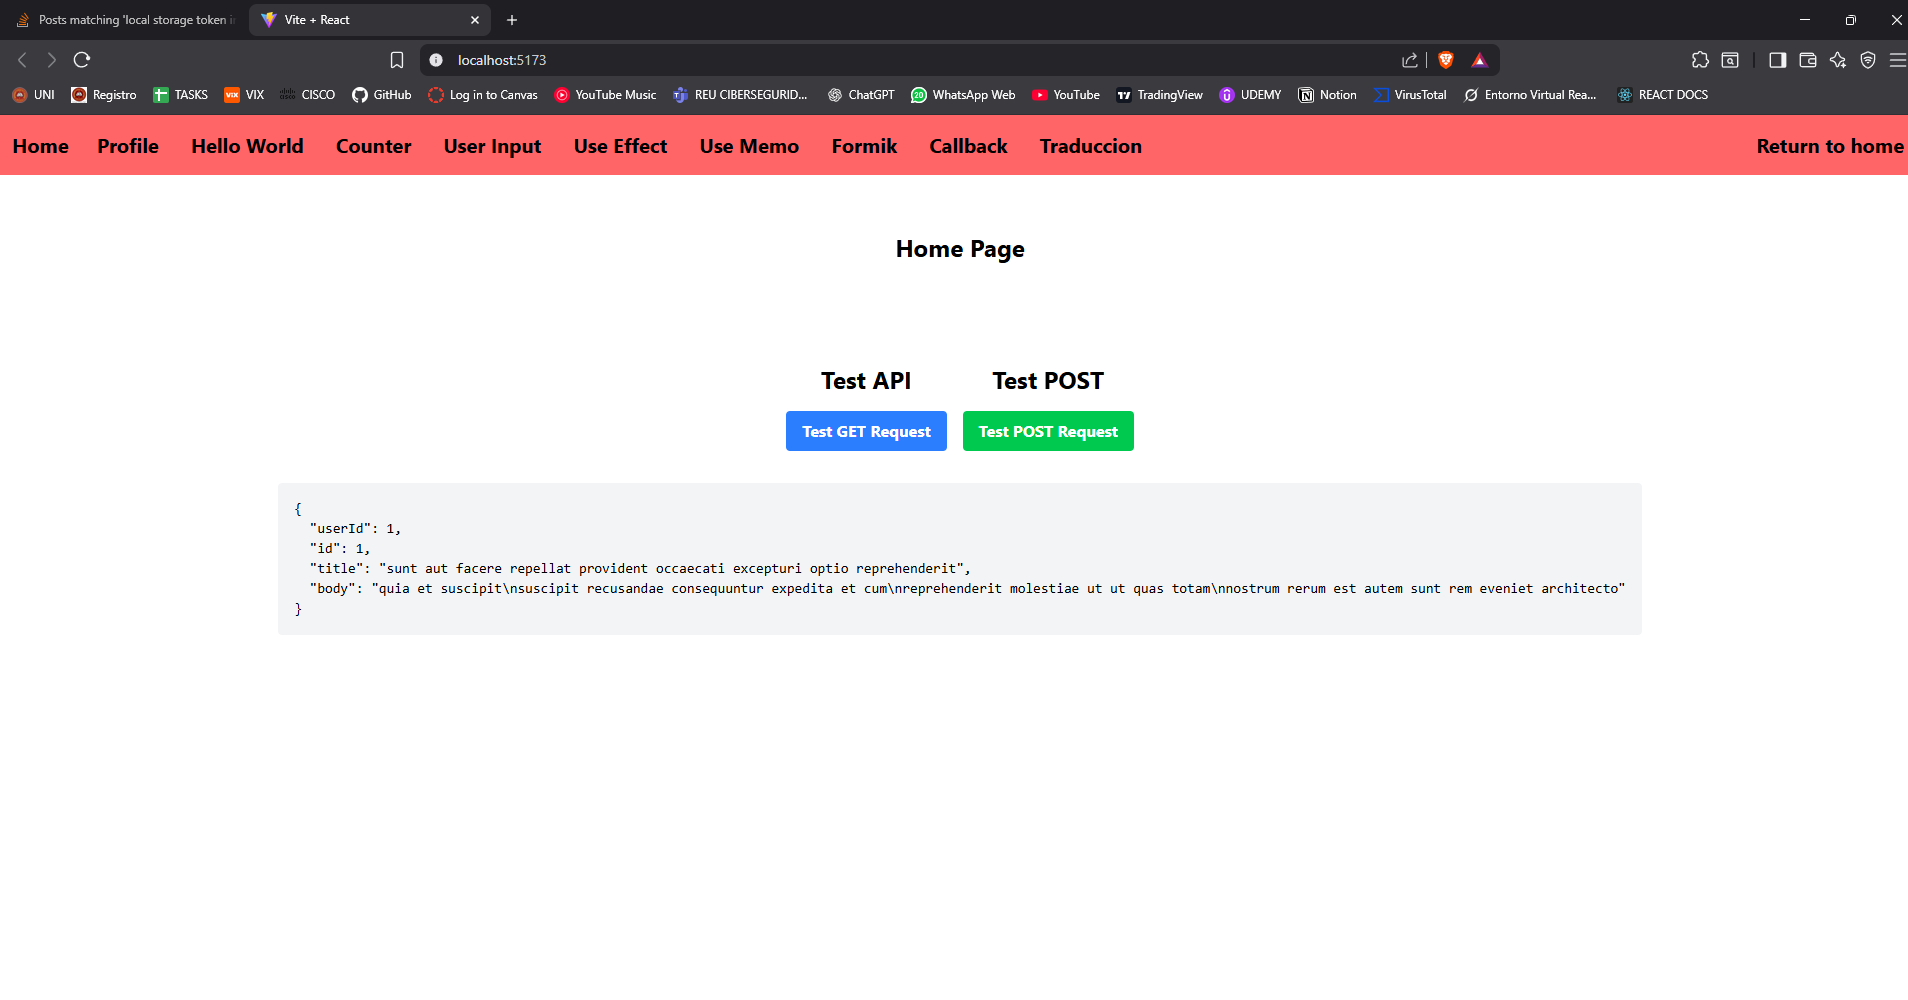 Posts matching 'local storage token i
Vite + React
localhost:5173
UNI Registro TASKS VIX CISCO GitHub Log in to Canvas YouTube Music REU CIBERSEGURID... ChatGPT WhatsApp Web YouTube TradingView UDEMY Notion VirusTotal Entorno Virtual Rea... REACT DOCS
Home Profile Hello World Counter User Input Use Effect Use Memo Formik Callback Traduccion Return to home
Home Page
Test API Test POST
Test GET Request Test POST Request
{
"userId": 1,
"id": 1,
"title": "sunt aut facere repellat provident occaecati excepturi optio reprehenderit",
"body": "quia et suscipit\nsuscipit recusandae consequuntur expedita et cum\nreprehenderit molestiae ut ut quas totam\nnostrum rerum est autem sunt rem eveniet architecto"
}